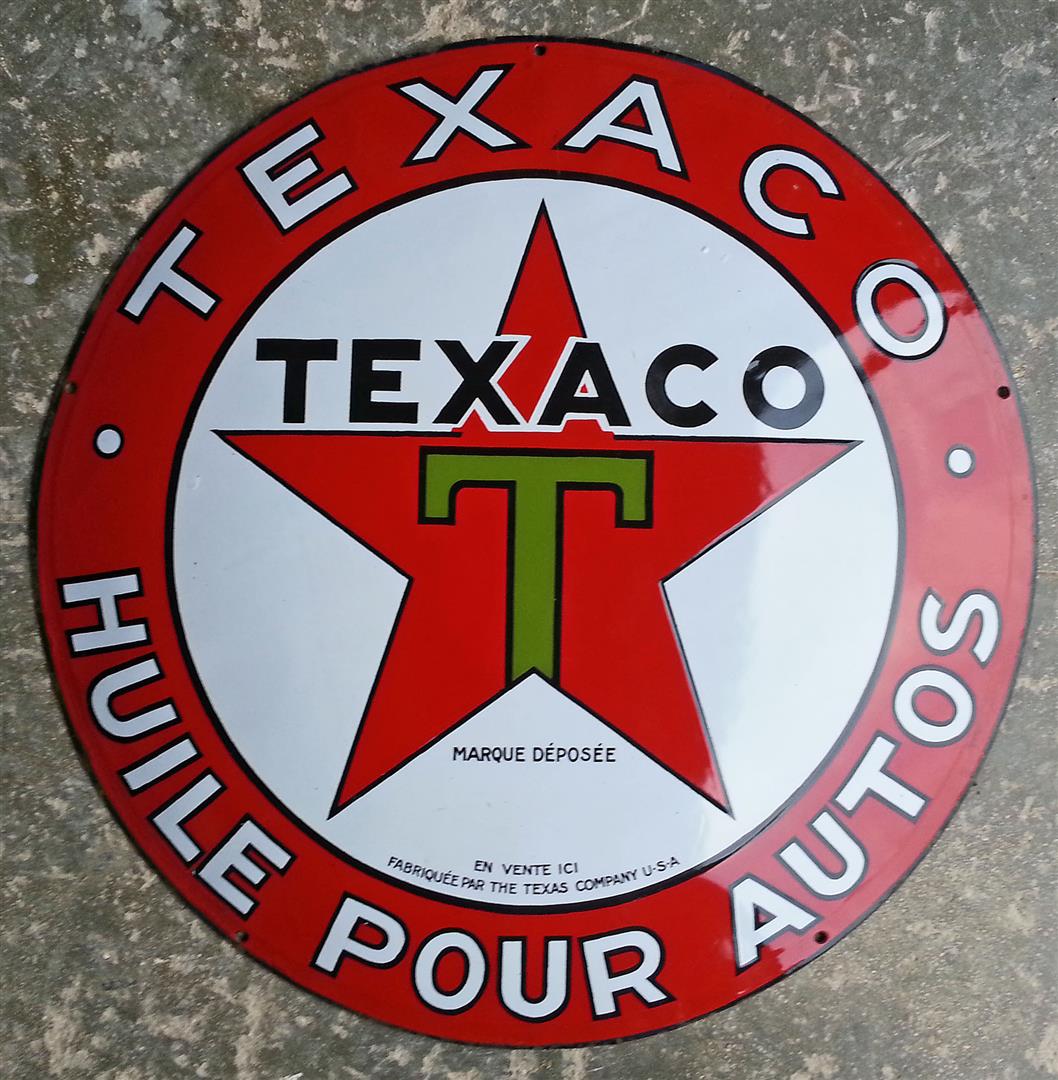 TEXACO
TEXACO
T
MARQUE DÉPOSÉE
EN VENTE ICI
FABRIQUÉE PAR THE TEXAS COMPANY U-S-A
• HUILE POUR AUTOS •